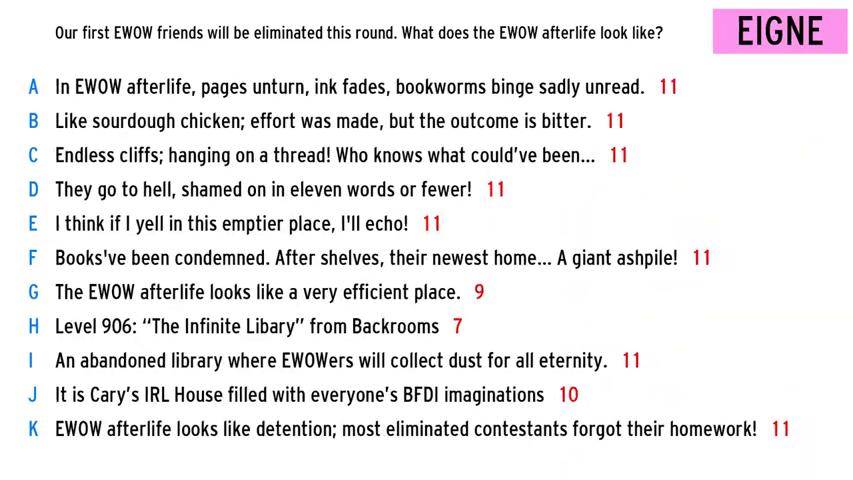 Our first EWOW friends will be eliminated this round. What does the EWOW afterlife look like?
EIGNE
A In EWOW afterlife, pages unturn, ink fades, bookworms binge sadly unread. 11
B Like sourdough chicken; effort was made, but the outcome is bitter. 11
C Endless cliffs; hanging on a thread! Who knows what could've been... 11
D They go to hell, shamed on in eleven words or fewer! 11
E I think if I yell in this emptier place, I'll echo! 11
F Books've been condemned. After shelves, their newest home... A giant ashpile! 11
G The EWOW afterlife looks like a very efficient place. 9
H Level 906: “The Infinite Libary” from Backrooms 7
I An abandoned library where EWOWers will collect dust for all eternity. 11
J It is Cary’s IRL House filled with everyone’s BFDI imaginations 10
K EWOW afterlife looks like detention; most eliminated contestants forgot their homework! 11